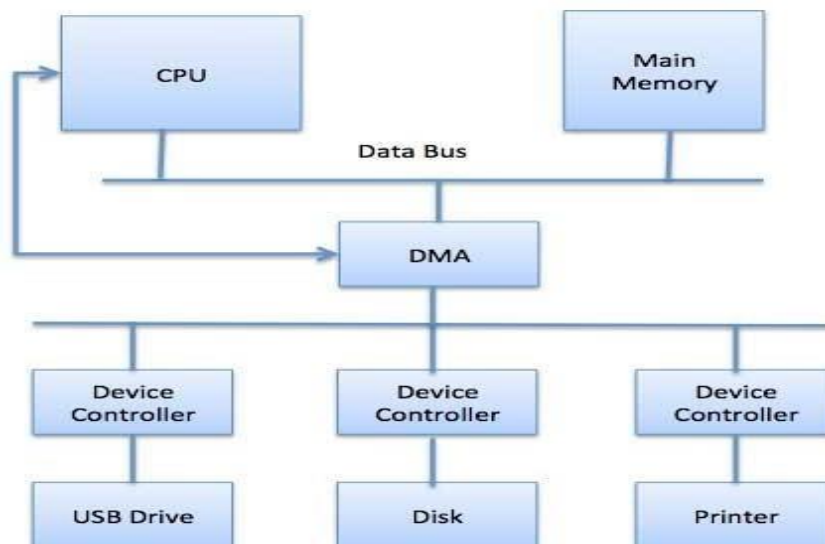 CPU
Main
Memory
Data Bus
DMA
Device
Controller
Device
Controller
Device
Controller
USB Drive
Disk
Printer